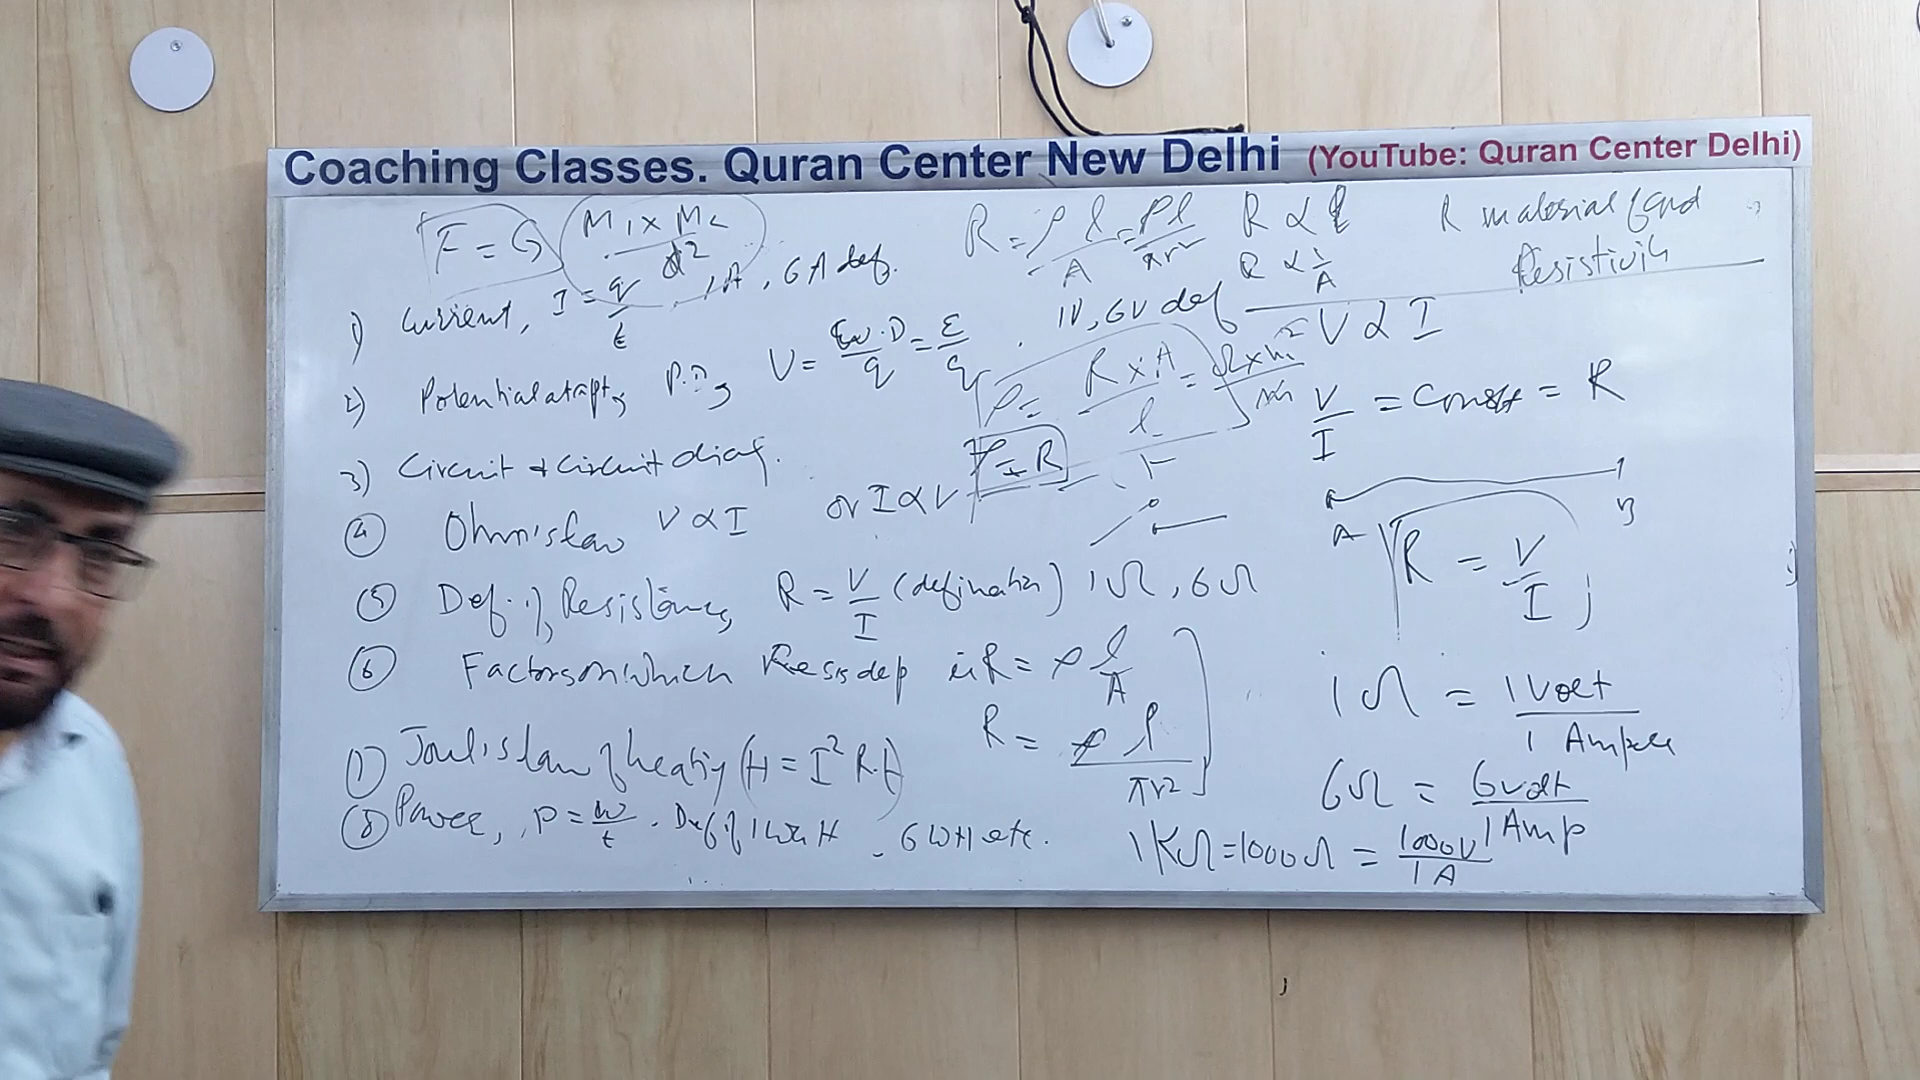 Coaching Classes. Quran Center New Delhi (YouTube: Quran Center Delhi)
F = G M1 x M2 / d2
R = ρ l / A = ρl / πr2
R α l
R α 1/A
R material and
Resistivity
1) Current, I = q / t , 1A, 6A def.
2) Potential at a pt, P.D, V = W.D / q = E / q . 1V, 6V def
ρ = R x A / l = Ω x m2 / m
ρ = R
V α I
V / I = Const = R
A B
3) Circuit + Circuit diag.
4 Ohm's law V α I or I α V
R = V / I ;
5 Def. of Resistance, R = V / I (defination) 1Ω, 6Ω
6 Factors on which Resis dep ii R = ρ l / A
R = ρ l / πr2
7 Joul's law of heating (H = I2 R t)
8 Power, P = W / t . Def of 1 watt - 6 W etc.
1Ω = 1 Volt / 1 Ampere
6Ω = 6 volt / 1 Amp
1KΩ = 1000Ω = 1000V / 1A